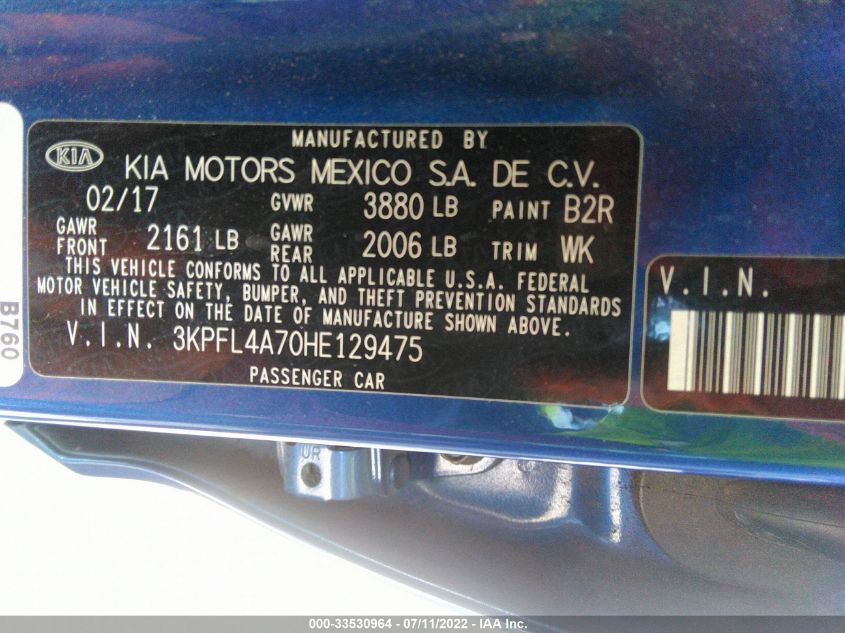 MANUFACTURED BY
KIA KIA MOTORS MEXICO S.A. DE C.V.
02/17 GVWR 3880 LB PAINT B2R
GAWR FRONT 2161 LB GAWR REAR 2006 LB TRIM WK
THIS VEHICLE CONFORMS TO ALL APPLICABLE U.S.A. FEDERAL
MOTOR VEHICLE SAFETY, BUMPER, AND THEFT PREVENTION STANDARDS
IN EFFECT ON THE DATE OF MANUFACTURE SHOWN ABOVE.
V.I.N. 3KPFL4A70HE129475
PASSENGER CAR
V.I.N.
B760
UR
000-33530964 - 07/11/2022 - IAA Inc.